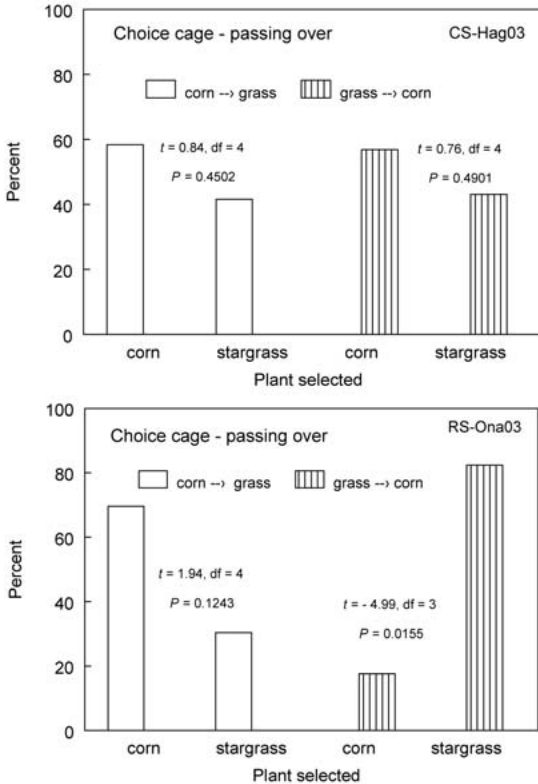 Choice cage - passing over CS-Hag03
corn --> grass grass --> corn
t = 0.84, df = 4 t = 0.76, df = 4
P = 0.4502 P = 0.4901
Percent
100
80
60
40
20
0
corn stargrass corn stargrass
Plant selected
Choice cage - passing over RS-Ona03
corn --> grass grass --> corn
t = 1.94, df = 4
P = 0.1243
t = - 4.99, df = 3
P = 0.0155
Percent
100
80
60
40
20
0
corn stargrass corn stargrass
Plant selected